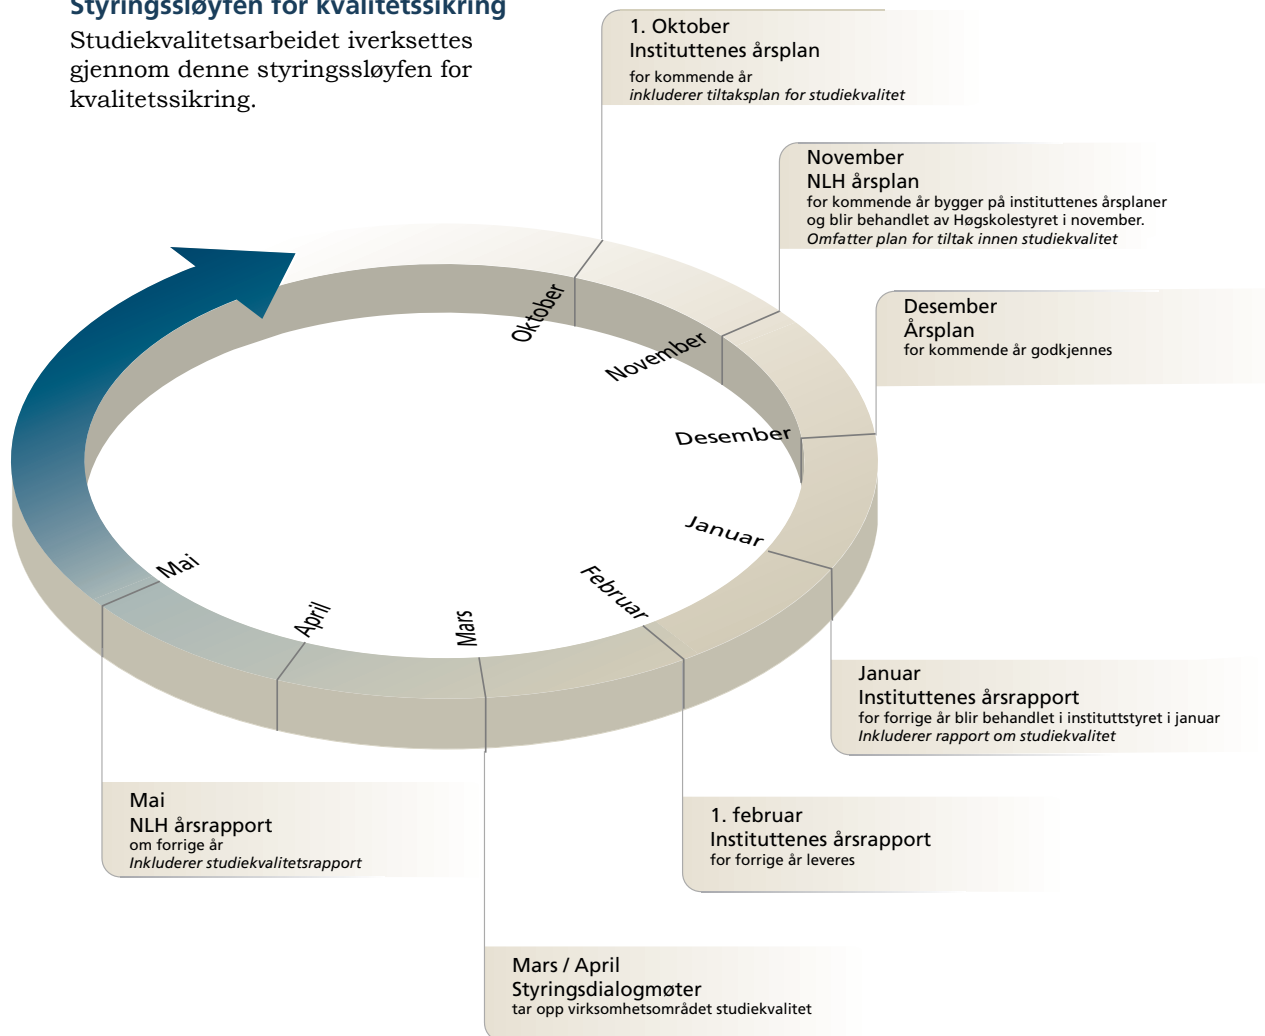 Styringssløyfen for kvalitetssikring
Studiekvalitetsarbeidet iverksettes
gjennom denne styringssløyfen for
kvalitetssikring.
1. Oktober
Instituttenes årsplan
for kommende år
inkluderer tiltaksplan for studiekvalitet
November
NLH årsplan
for kommende år bygger på instituttenes årsplaner
og blir behandlet av Høgskolestyret i november.
Omfatter plan for tiltak innen studiekvalitet
Desember
Årsplan
for kommende år godkjennes
Oktober
November
Desember
Januar
Februar
Mars
April
Mai
Januar
Instituttenes årsrapport
for forrige år blir behandlet i instituttstyret i januar
Inkluderer rapport om studiekvalitet
1. februar
Instituttenes årsrapport
for forrige år leveres
Mai
NLH årsrapport
om forrige år
Inkluderer studiekvalitetsrapport
Mars / April
Styringsdialogmøter
tar opp virksomhetsområdet studiekvalitet